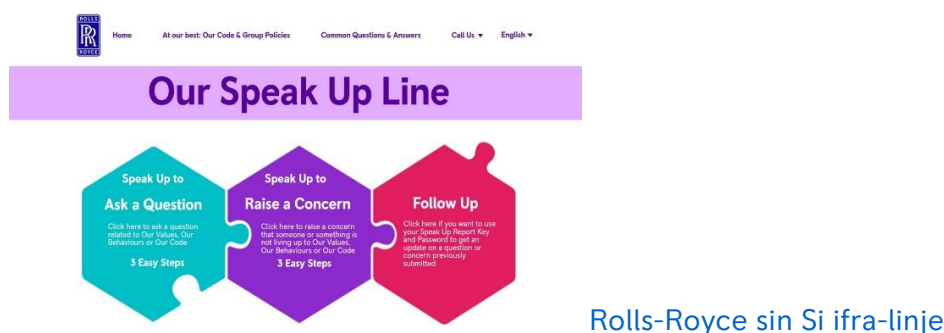 ROLLS
RR
ROYCE
Home At our best: Our Code & Group Policies Common Questions & Answers Call Us ▼ English ▼
Our Speak Up Line
Speak Up to
Ask a Question
Click here to ask a question
related to Our Values, Our
Behaviours or Our Code
3 Easy Steps
Speak Up to
Raise a Concern
Click here to raise a concern
that someone or something is
not living up to Our Values,
Our Behaviours or Our Code
3 Easy Steps
Follow Up
Click here if you want to use
your Speak Up Report Key
and Password to get an
update on a question or
concern previously
submitted
Rolls-Royce sin Si ifra-linje